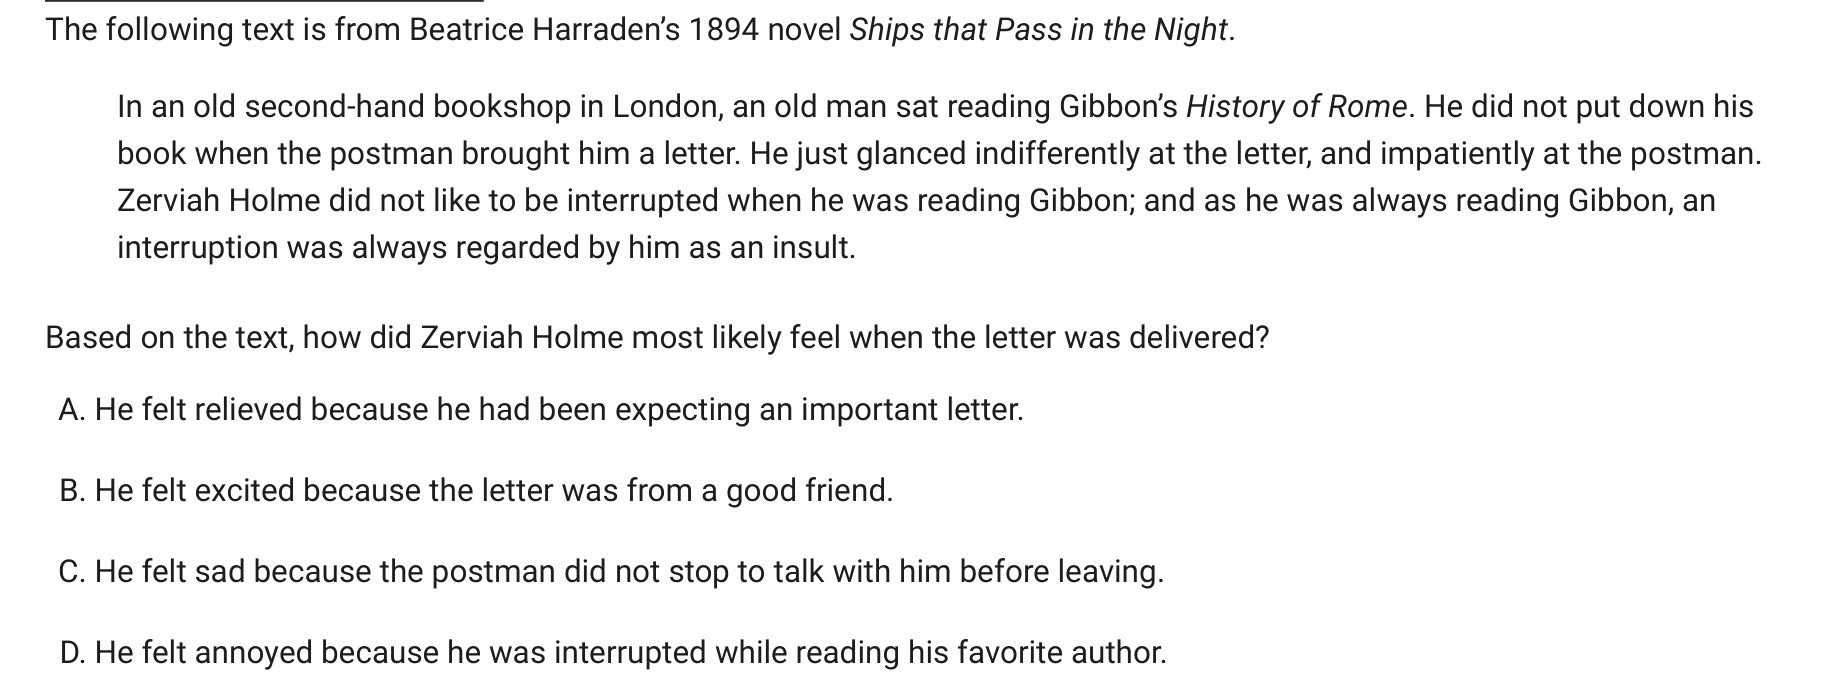 The following text is from Beatrice Harraden’s 1894 novel Ships that Pass in the Night.
In an old second-hand bookshop in London, an old man sat reading Gibbon’s History of Rome. He did not put down his
book when the postman brought him a letter. He just glanced indifferently at the letter, and impatiently at the postman.
Zerviah Holme did not like to be interrupted when he was reading Gibbon; and as he was always reading Gibbon, an
interruption was always regarded by him as an insult.
Based on the text, how did Zerviah Holme most likely feel when the letter was delivered?
A. He felt relieved because he had been expecting an important letter.
B. He felt excited because the letter was from a good friend.
C. He felt sad because the postman did not stop to talk with him before leaving.
D. He felt annoyed because he was interrupted while reading his favorite author.